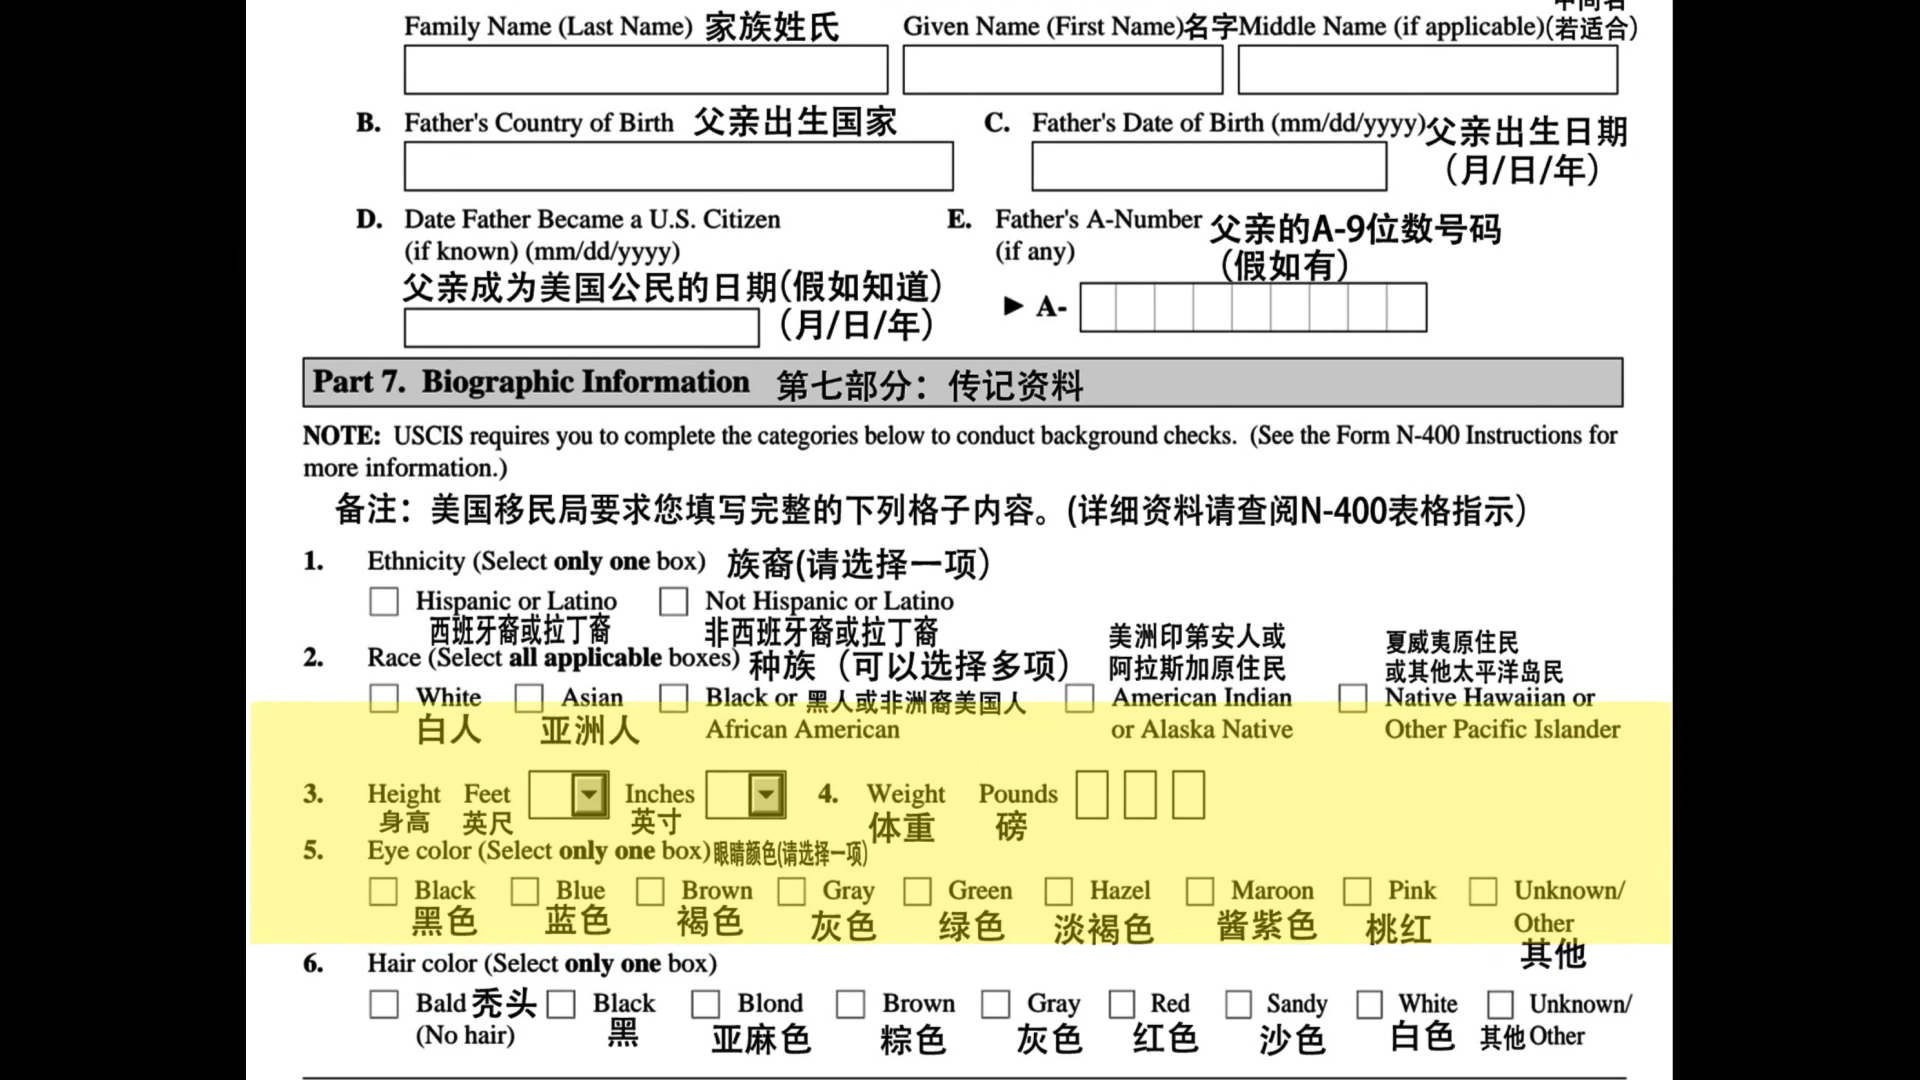 Family Name (Last Name) 家族姓氏 Given Name (First Name)名字 Middle Name (if applicable)(若适合)
B. Father's Country of Birth 父亲出生国家 C. Father's Date of Birth (mm/dd/yyyy) 父亲出生日期
(月/日/年)
D. Date Father Became a U.S. Citizen E. Father's A-Number 父亲的A-9位数号码
(if known) (mm/dd/yyyy) (if any) (假如有)
父亲成为美国公民的日期(假如知道)
(月/日/年) ► A-
Part 7. Biographic Information 第七部分：传记资料
NOTE: USCIS requires you to complete the categories below to conduct background checks. (See the Form N-400 Instructions for
more information.)
备注：美国移民局要求您填写完整的下列格子内容。(详细资料请查阅N-400表格指示)
1. Ethnicity (Select only one box) 族裔(请选择一项)
Hispanic or Latino Not Hispanic or Latino
西班牙裔或拉丁裔 非西班牙裔或拉丁裔
2. Race (Select all applicable boxes) 种族（可以选择多项）
美洲印第安人或 夏威夷原住民
阿拉斯加原住民 或其他太平洋岛民
White Asian Black or 黑人或非洲裔美国人 American Indian Native Hawaiian or
白人 亚洲人 African American or Alaska Native Other Pacific Islander
3. Height Feet Inches 4. Weight Pounds
身高 英尺 英寸 体重 磅
5. Eye color (Select only one box) 眼睛颜色(请选择一项)
Black Blue Brown Gray Green Hazel Maroon Pink Unknown/
黑色 蓝色 褐色 灰色 绿色 淡褐色 酱紫色 桃红 Other
其他
6. Hair color (Select only one box)
Bald 秃头 Black Blond Brown Gray Red Sandy White Unknown/
(No hair) 黑 亚麻色 粽色 灰色 红色 沙色 白色 其他 Other